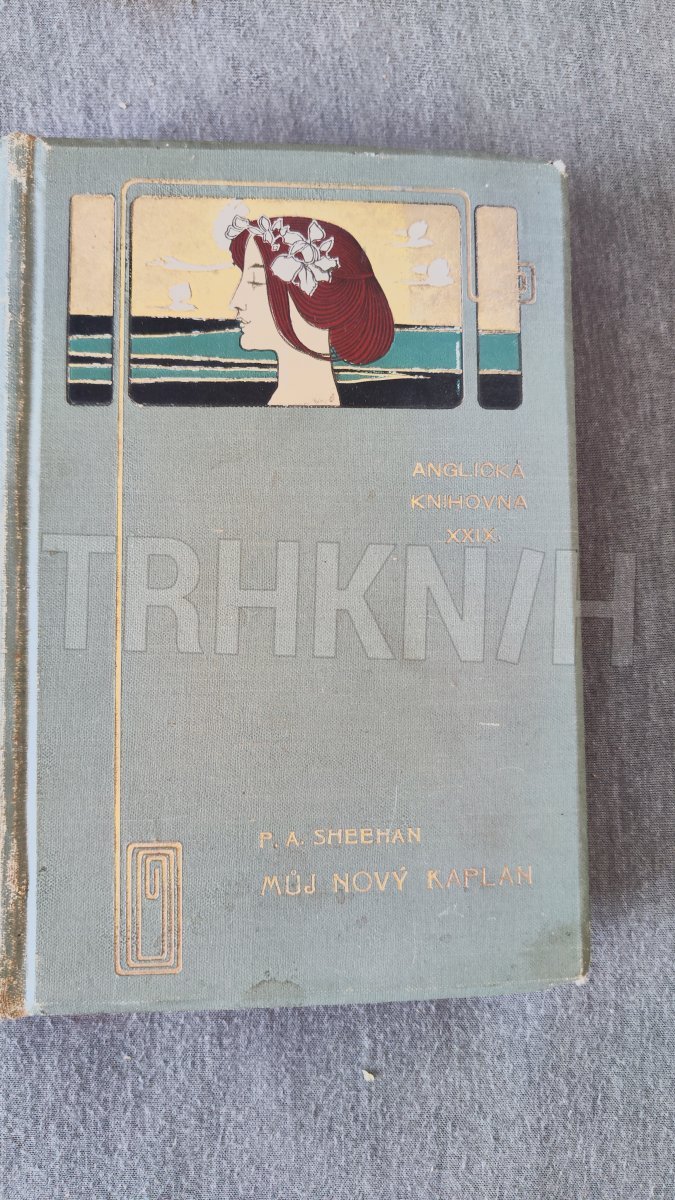 ANGLICKÁ
KNIHOVNA
XXIX.
TRHKNIH
P. A. SHEEHAN
MŮJ NOVÝ KAPLAN